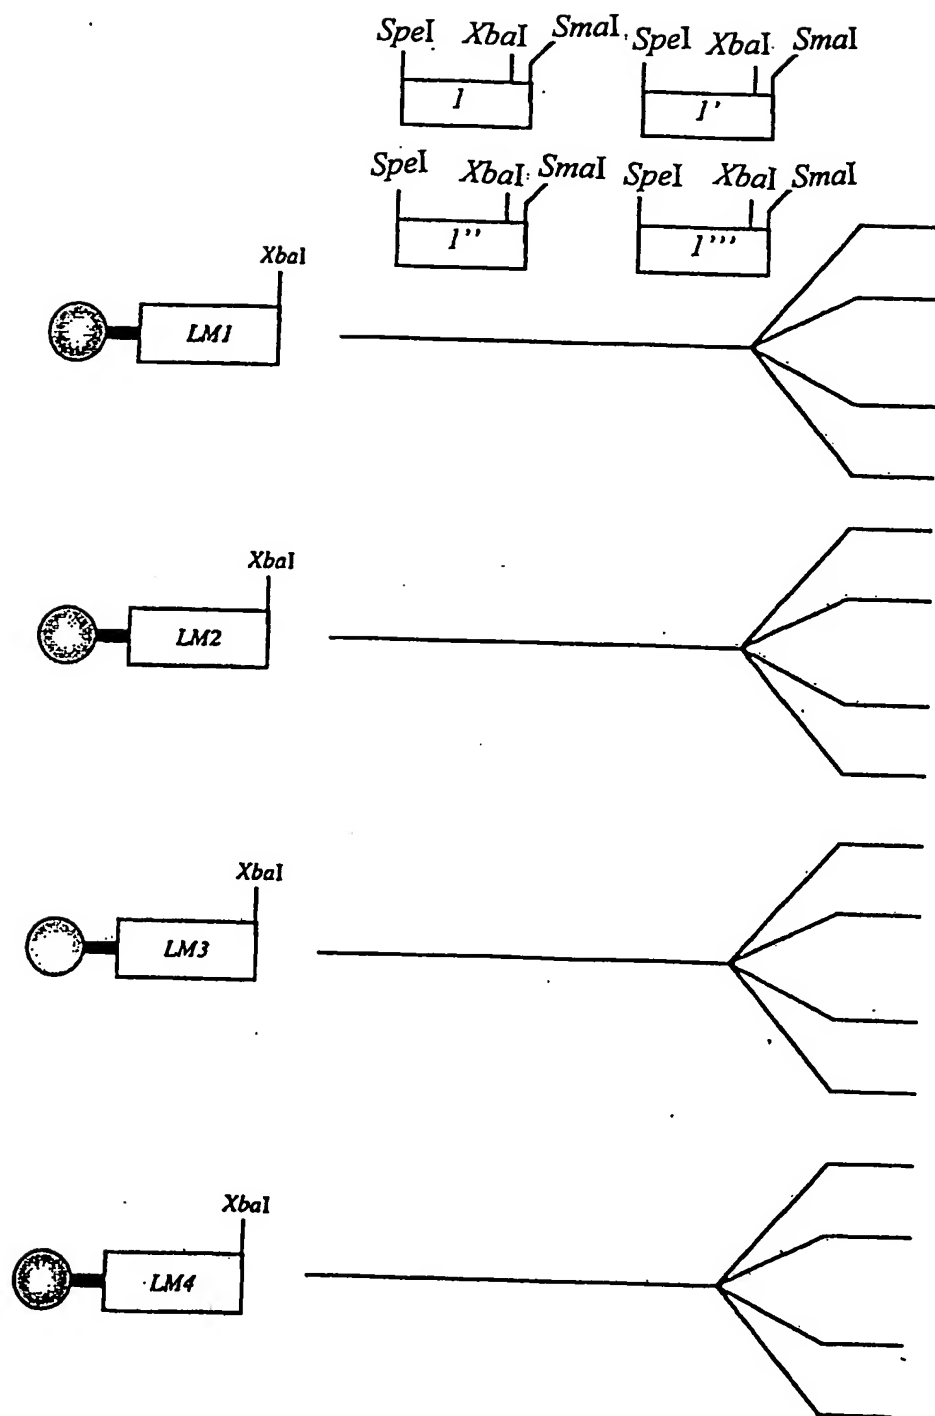 SpeI XbaI SmaI SpeI XbaI SmaI
1 1'
SpeI XbaI SmaI SpeI XbaI SmaI
1'' 1'''
XbaI
LM1
XbaI
LM2
XbaI
LM3
XbaI
LM4